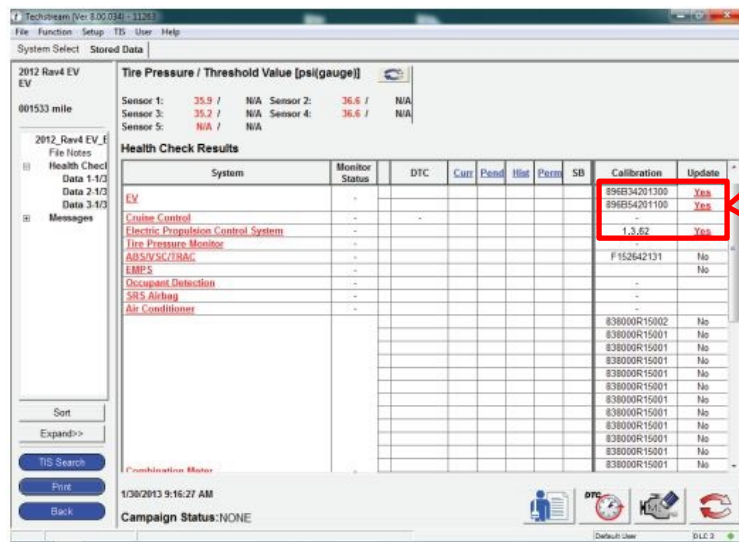 Techstream (Ver 8.00.034) - 11263
File Function Setup TIS User Help
System Select Stored Data
2012 Rav4 EV
EV
001533 mile
2012_Rav4 EV_E
File Notes
Health Checl
Data 1-1/3
Data 2-1/3
Data 3-1/3
Messages
Sort
Expand>>
TIS Search
Print
Back
Tire Pressure / Threshold Value [psi(gauge)]
Sensor 1: 35.9 / N/A Sensor 2: 36.6 / N/A
Sensor 3: 35.2 / N/A Sensor 4: 36.6 / N/A
Sensor 5: N/A / N/A
Health Check Results
System Monitor Status DTC Curr Pend Hist Perm SB Calibration Update
EV - 896B34201300 Yes
896B54201100 Yes
Cruise Control - - -
Electric Propulsion Control System - 1.3.62 Yes
Tire Pressure Monitor - -
ABS/VSC/TRAC - F152642131 No
EMPS - No
Occupant Detection - -
SRS Airbag - -
Air Conditioner - -
838000R15002 No
838000R15001 No
838000R15001 No
838000R15001 No
838000R15001 No
838000R15001 No
838000R15001 No
838000R15001 No
838000R15001 No
838000R15001 No
838000R15001 No
838000R15001 No
Combination Meter -
1/30/2013 9:16:27 AM
Campaign Status:NONE
DTC
Default User DLC 3